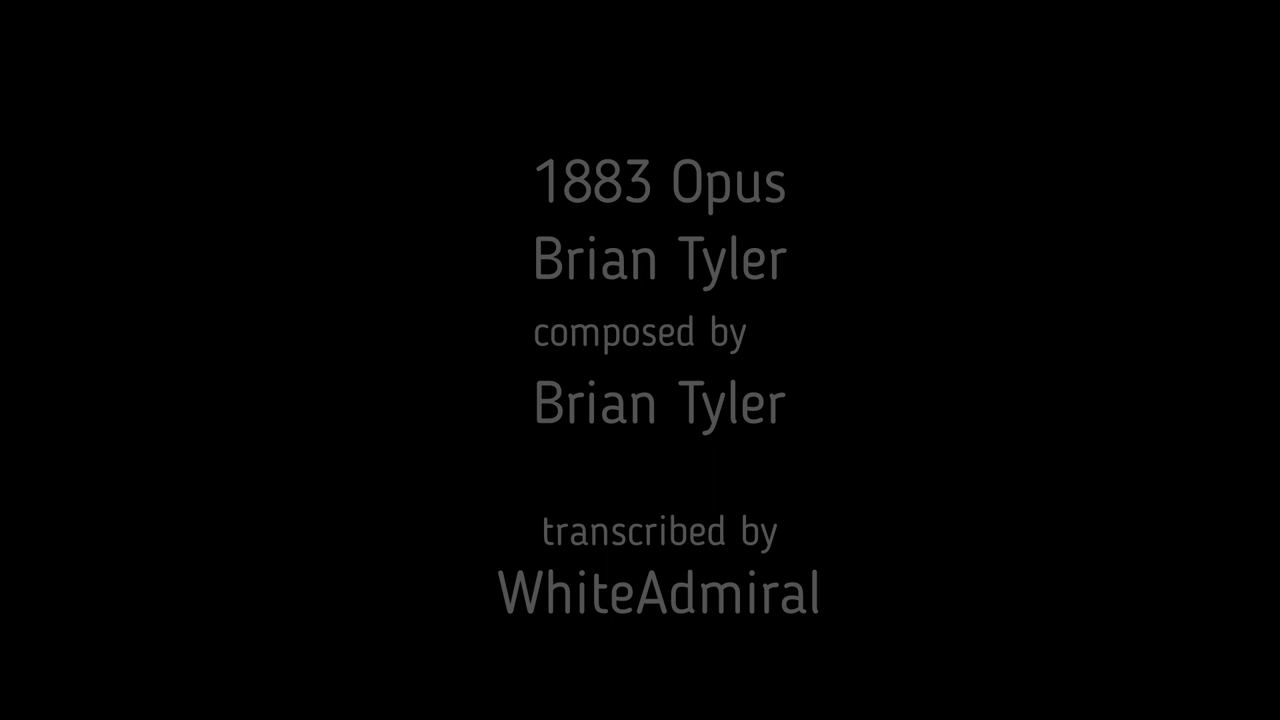 1883 Opus
Brian Tyler
composed by
Brian Tyler
transcribed by
WhiteAdmiral